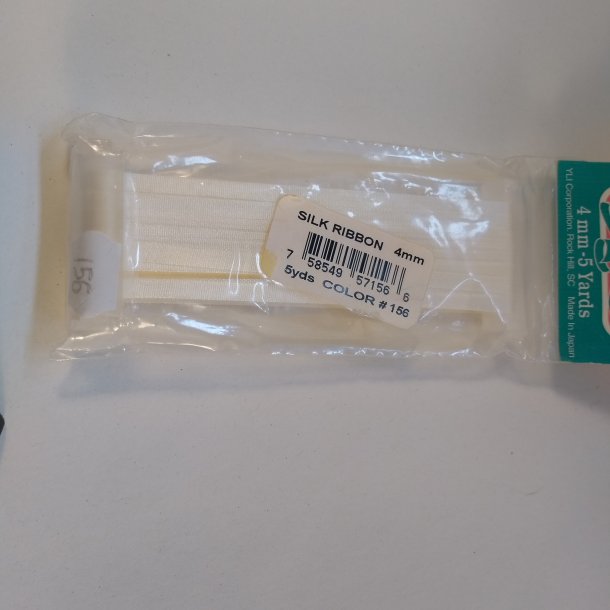 SILK RIBBON 4mm
7 58549 57156 6
5yds COLOR # 156
156
4 mm - 5 Yards
YLI Corporation, Rock Hill, SC Made in Japan